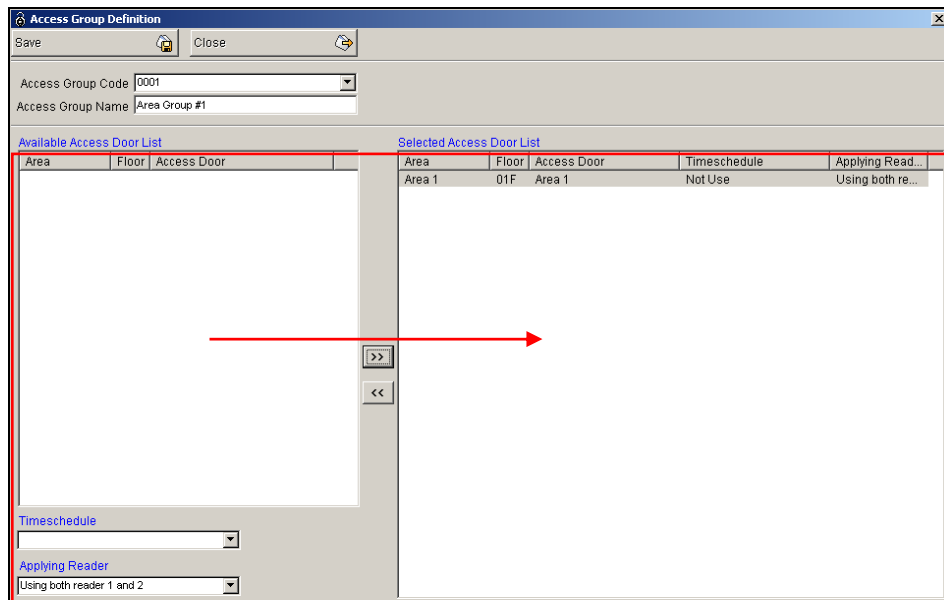 Access Group Definition
Save Close
Access Group Code 0001
Access Group Name Area Group #1
Available Access Door List Selected Access Door List
Area Floor Access Door Area Floor Access Door Timeschedule Applying Read...
Area 1 01F Area 1 Not Use Using both re...
>>
<<
Timeschedule
Applying Reader
Using both reader 1 and 2